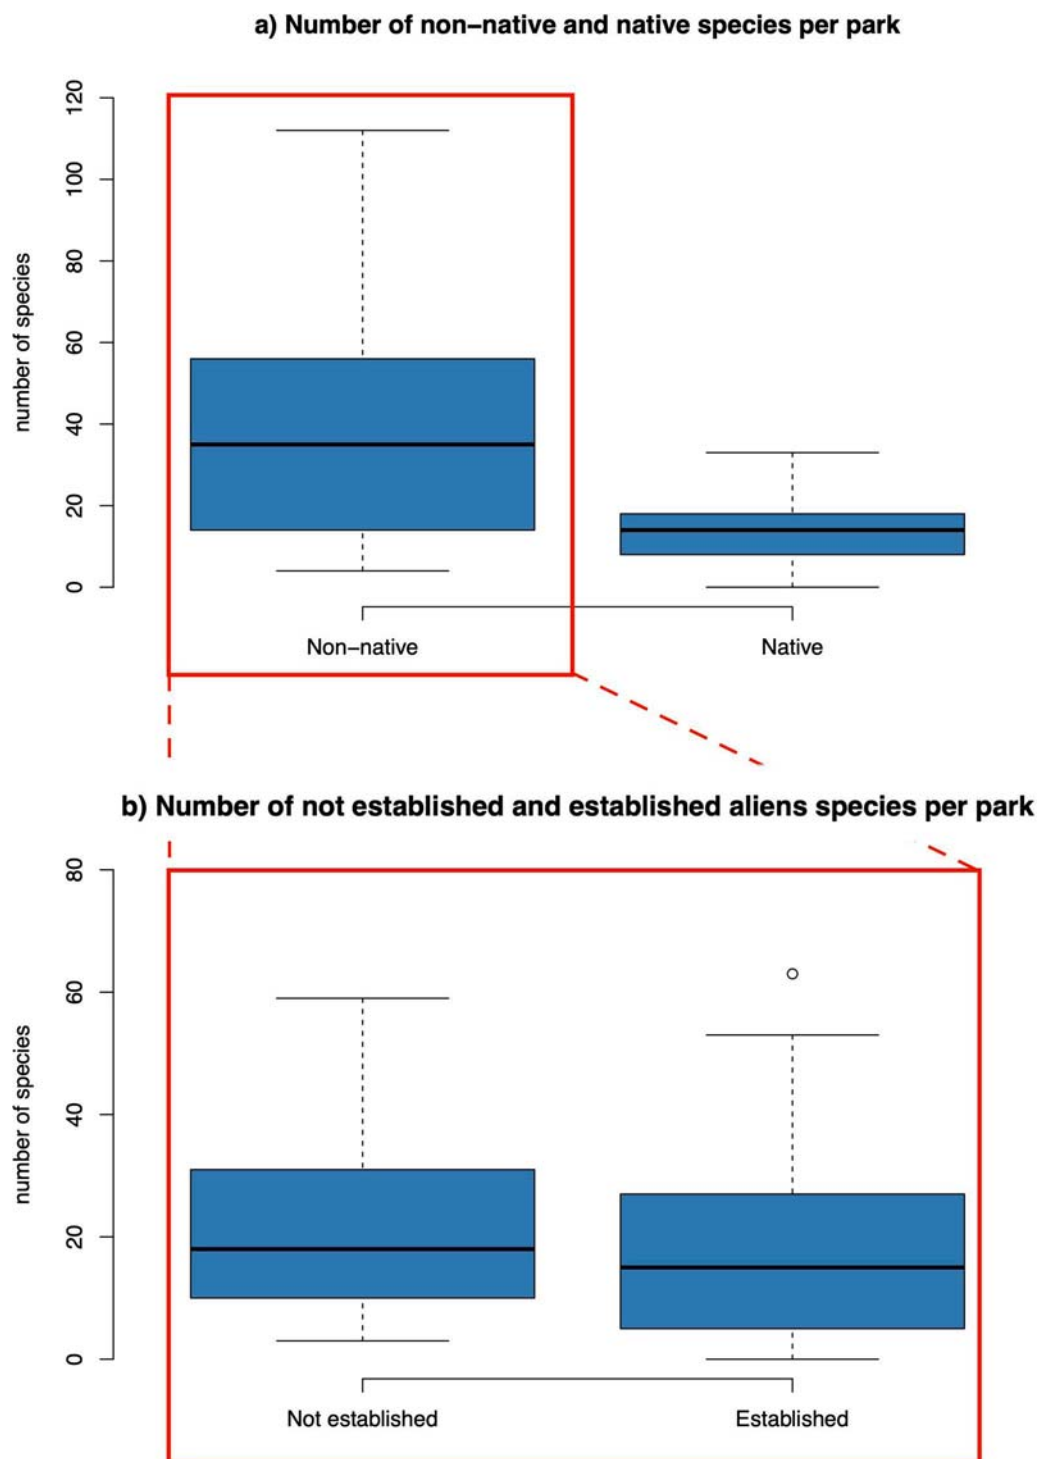 a) Number of non−native and native species per park
120
100
80
60
40
20
0
number of species
Non−native
Native
b) Number of not established and established aliens species per park
80
60
40
20
0
number of species
Not established
Established